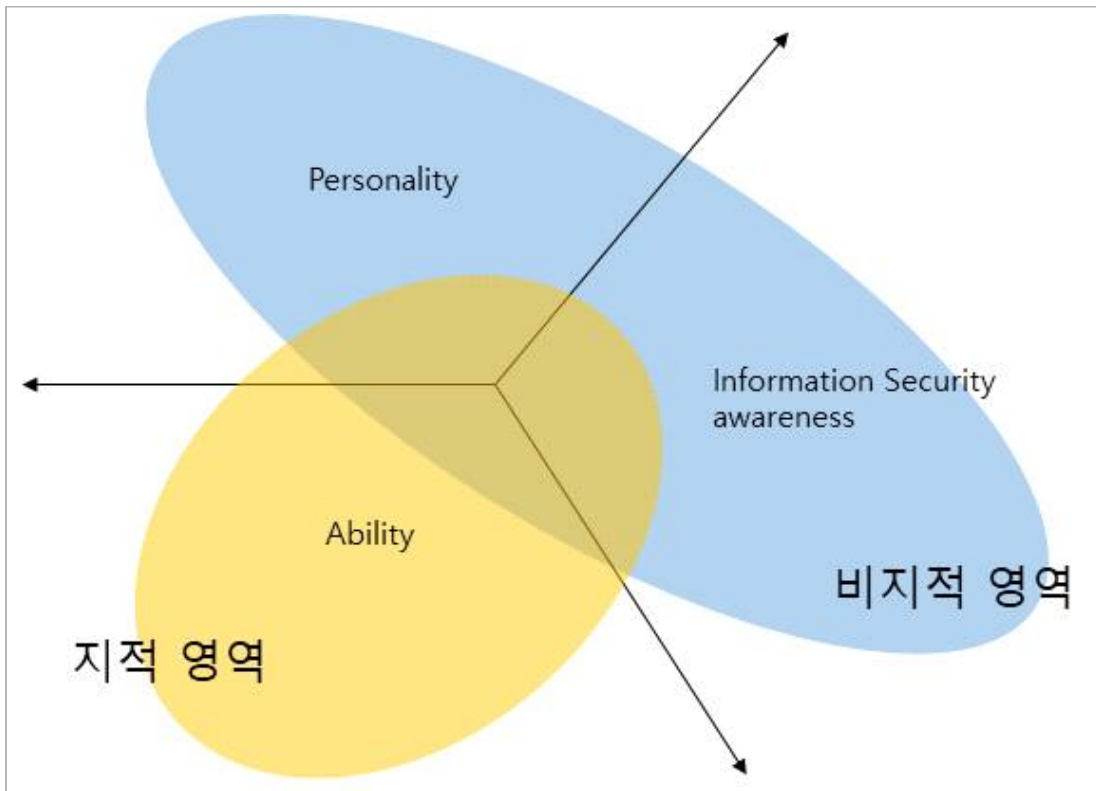 Personality
Information Security
awareness
Ability
비지적 영역
지적 영역